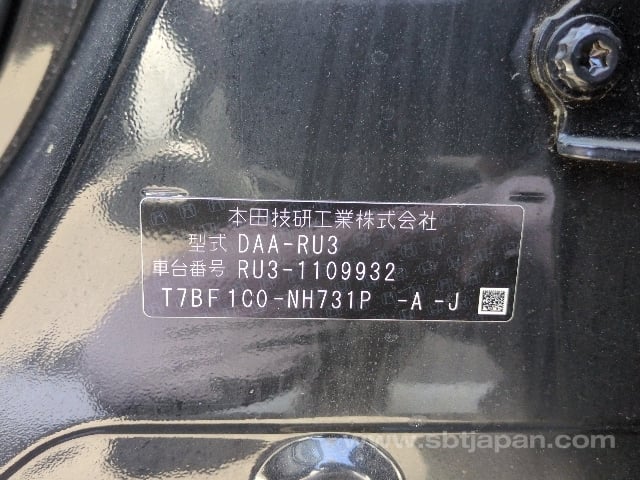 本田技研工業株式会社
型式 DAA-RU3
車台番号 RU3-1109932
T7BF1C0-NH731P -A-J
www.sbtjapan.com